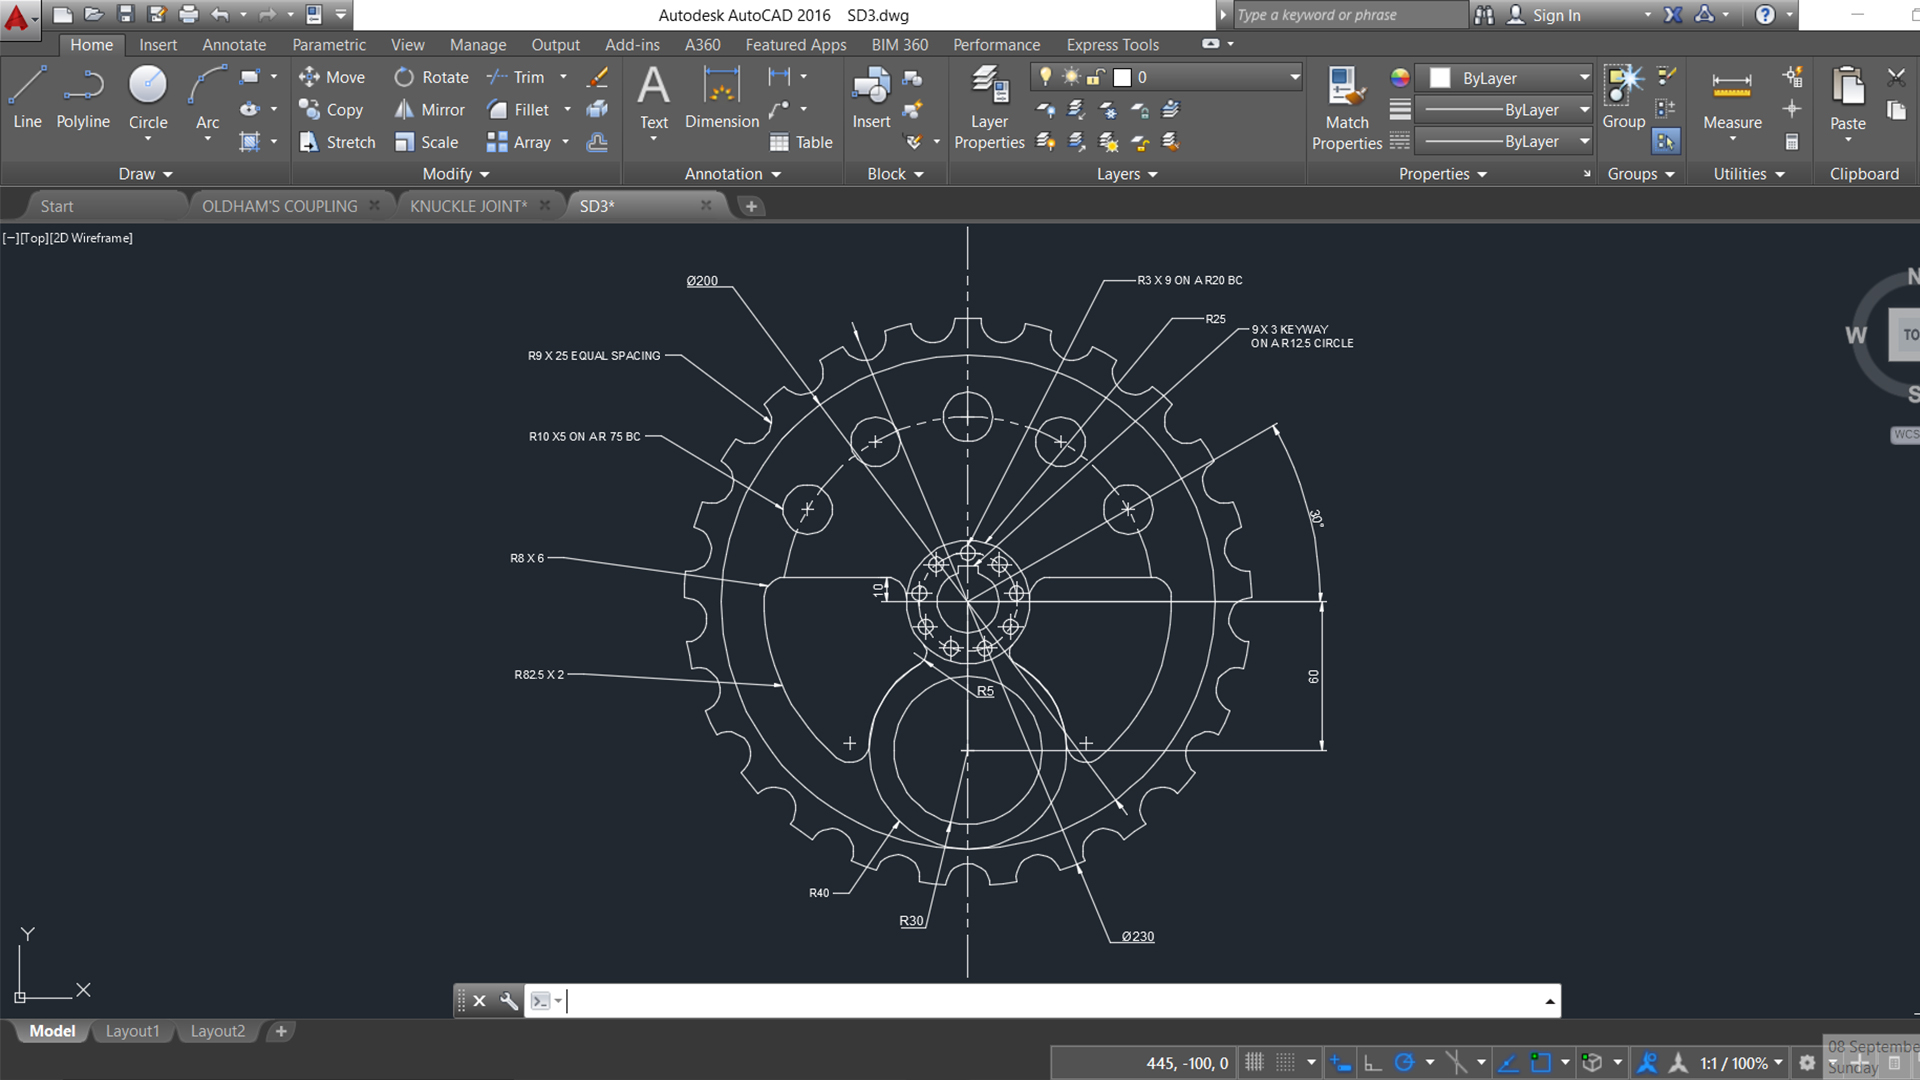 Autodesk AutoCAD 2016 SD3.dwg
Type a keyword or phrase
Sign In
Home Insert Annotate Parametric View Manage Output Add-ins A360 Featured Apps BIM 360 Performance Express Tools
Line Polyline Circle Arc
Move Rotate Trim
Copy Mirror Fillet
Stretch Scale Array
Text Dimension Table
Insert
Layer Properties
0
Match Properties
ByLayer
ByLayer
ByLayer
Group
Measure
Paste
Draw Modify Annotation Block Layers Properties Groups Utilities Clipboard
Start OLDHAM'S COUPLING KNUCKLE JOINT* SD3*
[−][Top][2D Wireframe]
N
W
TO
S
WCS
Ø200
R3 X 9 ON A R20 BC
R25
9 X 3 KEYWAY
ON A R12.5 CIRCLE
R9 X 25 EQUAL SPACING
R10 X5 ON AR 75 BC
30°
R8 X 6
10
R82.5 X 2
60
R5
R40
R30
Ø230
Y
X
Model Layout1 Layout2
445, -100, 0
1:1 / 100%
08 Septembe
Sunday